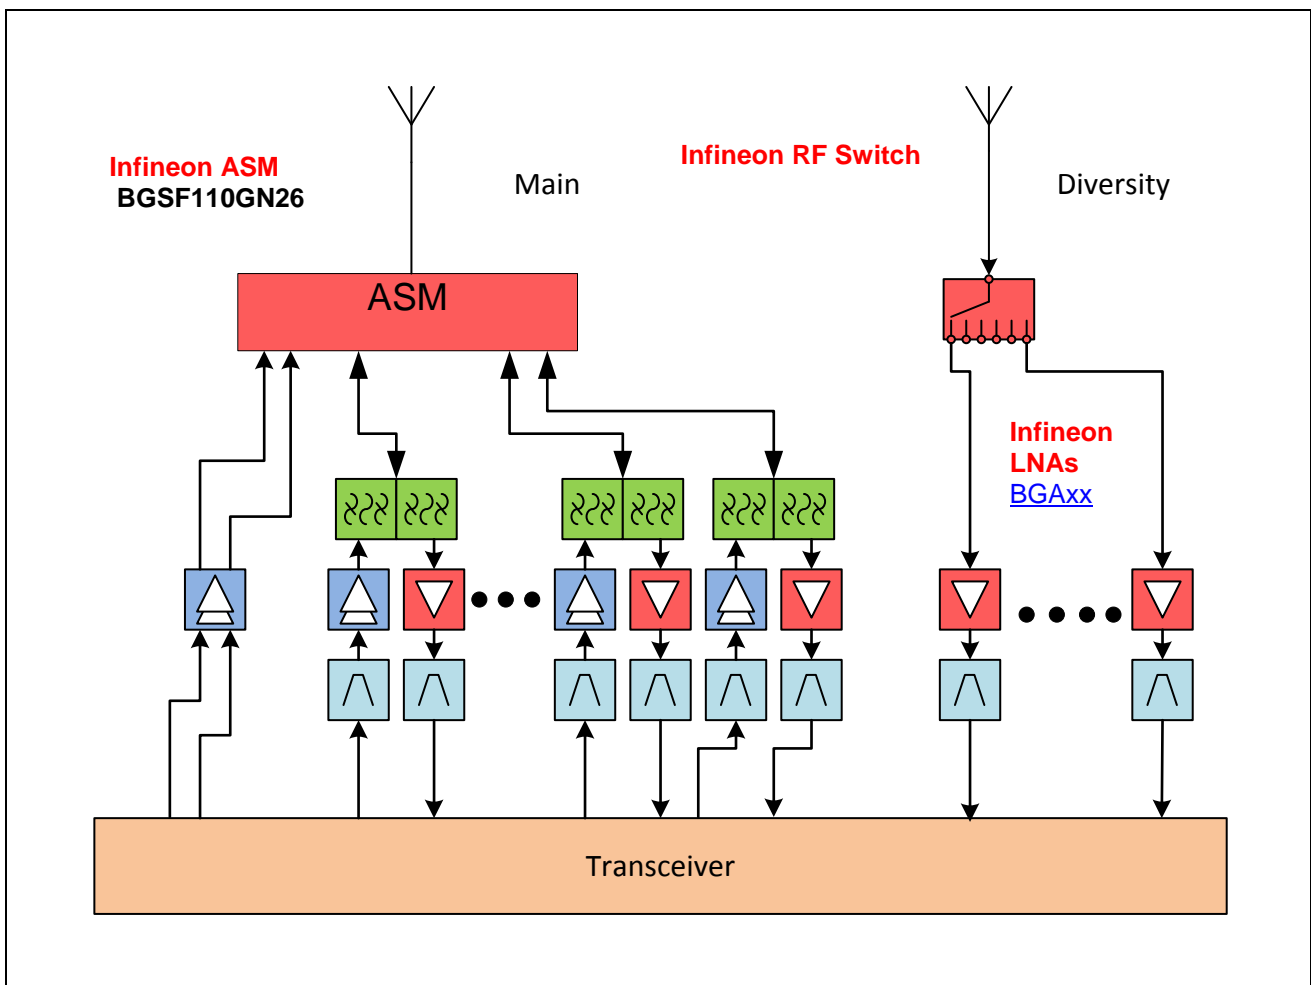 Infineon ASM
BGSF110GN26
Main
Infineon RF Switch
Diversity
ASM
Infineon
LNAs
BGAxx
Transceiver